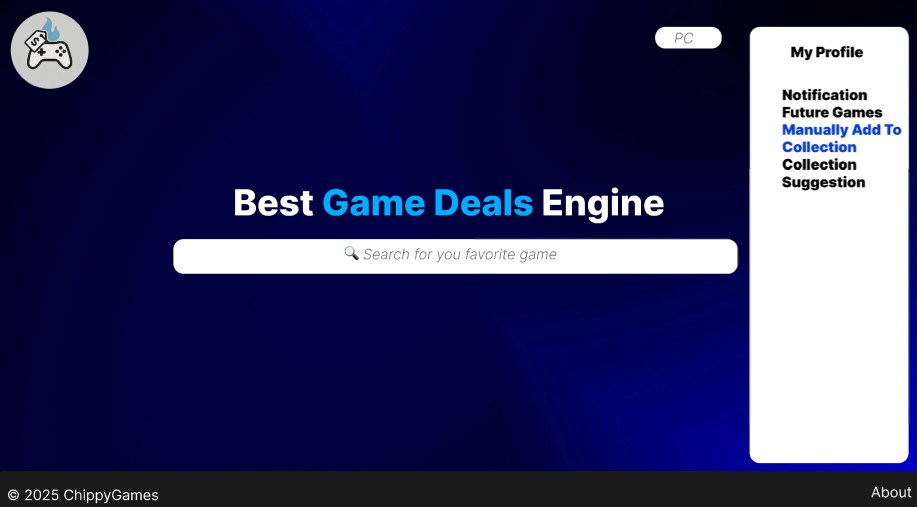 PC
My Profile
Notification
Future Games
Manually Add To
Collection
Collection
Suggestion
Best Game Deals Engine
🔍 Search for you favorite game
© 2025 ChippyGames
About
$